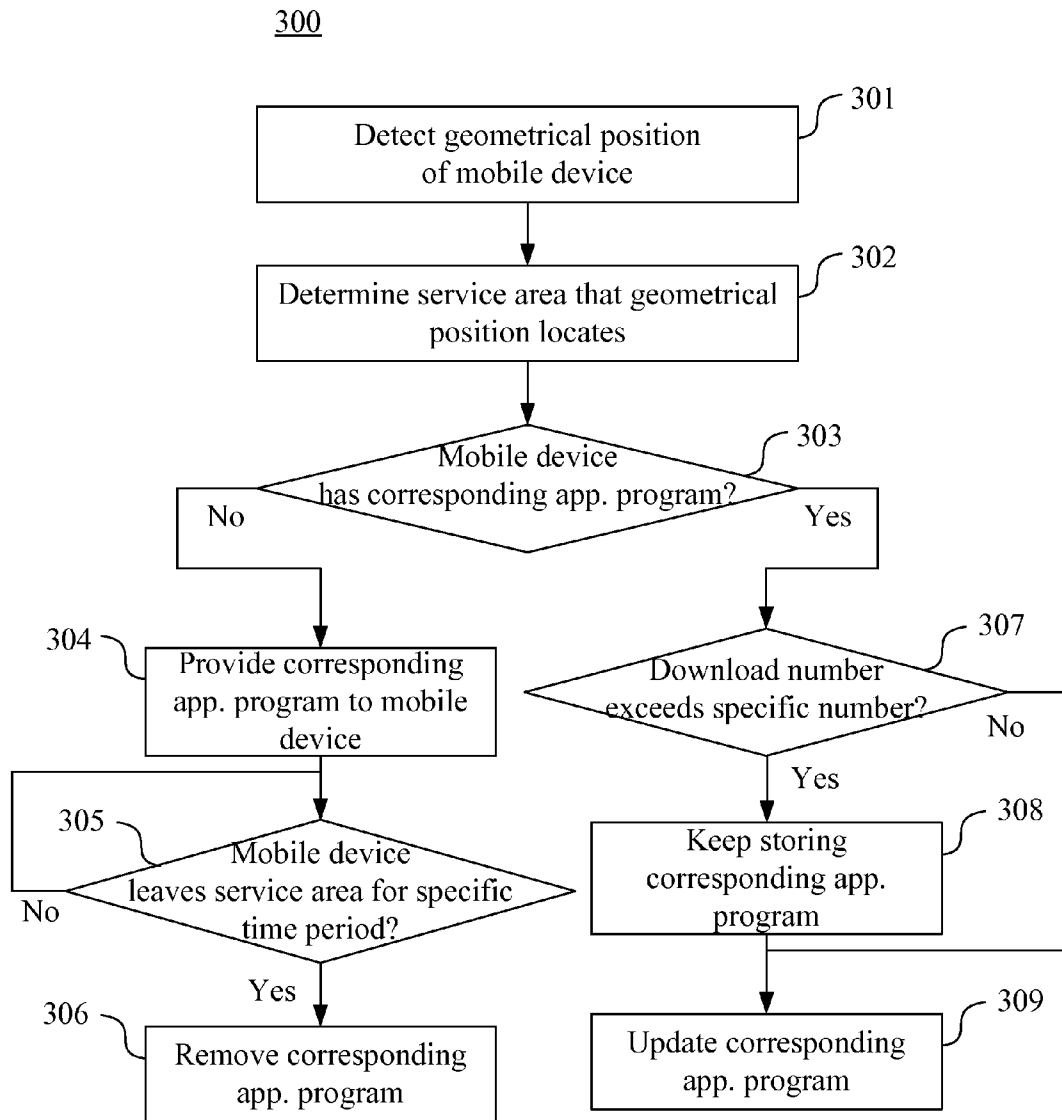 300
301
Detect geometrical position
of mobile device
302
Determine service area that geometrical
position locates
303
Mobile device
has corresponding app. program?
No
Yes
304
Provide corresponding
app. program to mobile
device
307
Download number
exceeds specific number?
No
Yes
305
Mobile device
leaves service area for specific
time period?
No
Yes
308
Keep storing
corresponding app.
program
306
Remove corresponding
app. program
309
Update corresponding
app. program